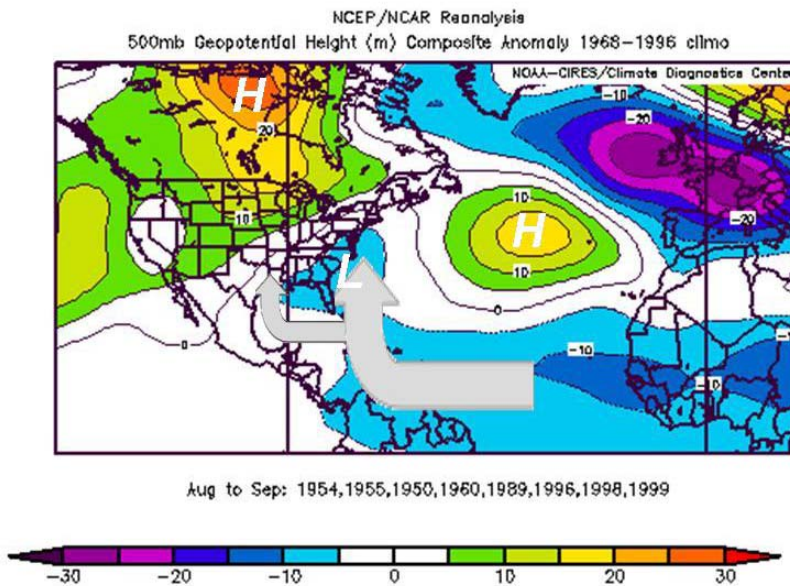 NCEP/NCAR Reanalysis
500mb Geopotential Height (m) Composite Anomaly 1968-1996 climo
NOAA-CIRES/Climate Diagnostics Cente
-10
H
-20
20
10
-10
H
-20
10
L
0
0
-10
-10
Aug to Sep: 1954,1955,1950,1960,1989,1996,1998,1999
-30 -20 -10 0 10 20 30